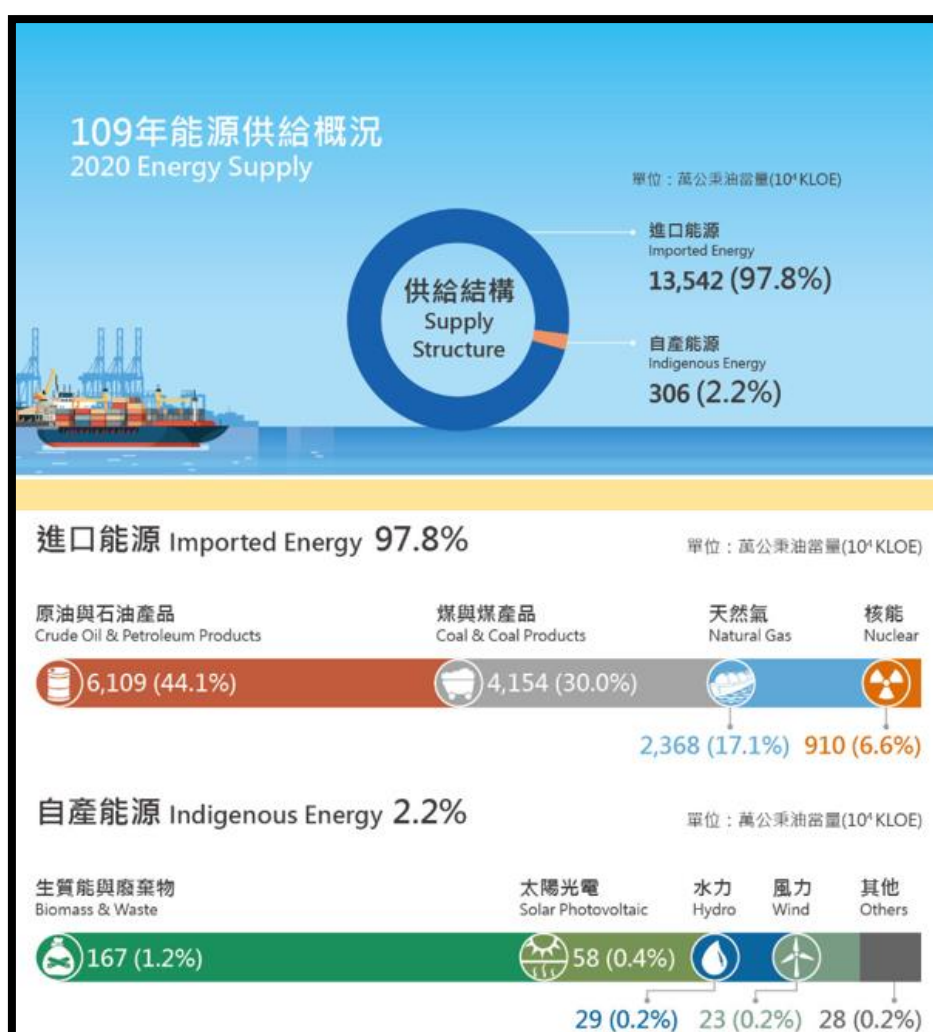 109年能源供給概況
2020 Energy Supply
單位：萬公秉油當量(10⁴ KLOE)
進口能源
Imported Energy
13,542 (97.8%)
供給結構
Supply
Structure
自產能源
Indigenous Energy
306 (2.2%)
進口能源 Imported Energy 97.8%
單位：萬公秉油當量(10⁴ KLOE)
原油與石油產品 煤與煤產品 天然氣 核能
Crude Oil & Petroleum Products Coal & Coal Products Natural Gas Nuclear
6,109 (44.1%) 4,154 (30.0%)
2,368 (17.1%) 910 (6.6%)
自產能源 Indigenous Energy 2.2%
單位：萬公秉油當量(10⁴ KLOE)
生質能與廢棄物 太陽光電 水力 風力 其他
Biomass & Waste Solar Photovoltaic Hydro Wind Others
167 (1.2%) 58 (0.4%)
29 (0.2%) 23 (0.2%) 28 (0.2%)